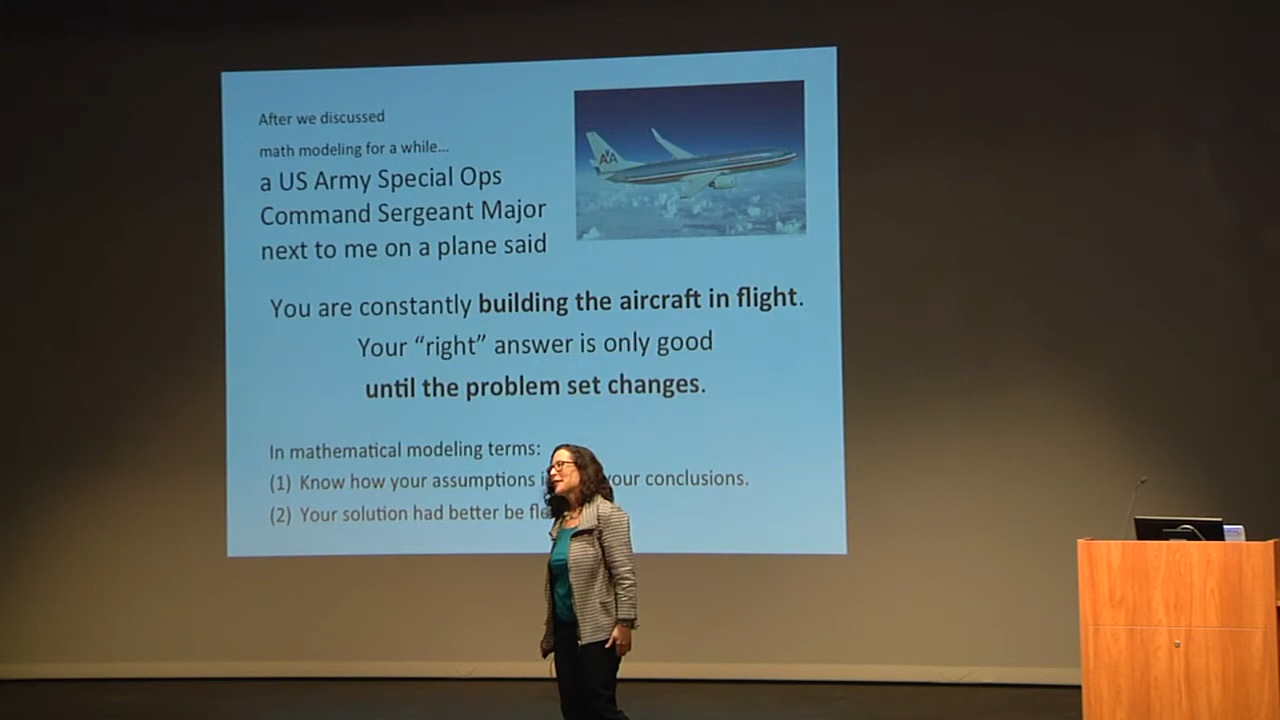 After we discussed
math modeling for a while...
a US Army Special Ops
Command Sergeant Major
next to me on a plane said
AA
You are constantly building the aircraft in flight.
Your “right” answer is only good
until the problem set changes.
In mathematical modeling terms:
(1) Know how your assumptions your conclusions.
(2) Your solution had better be